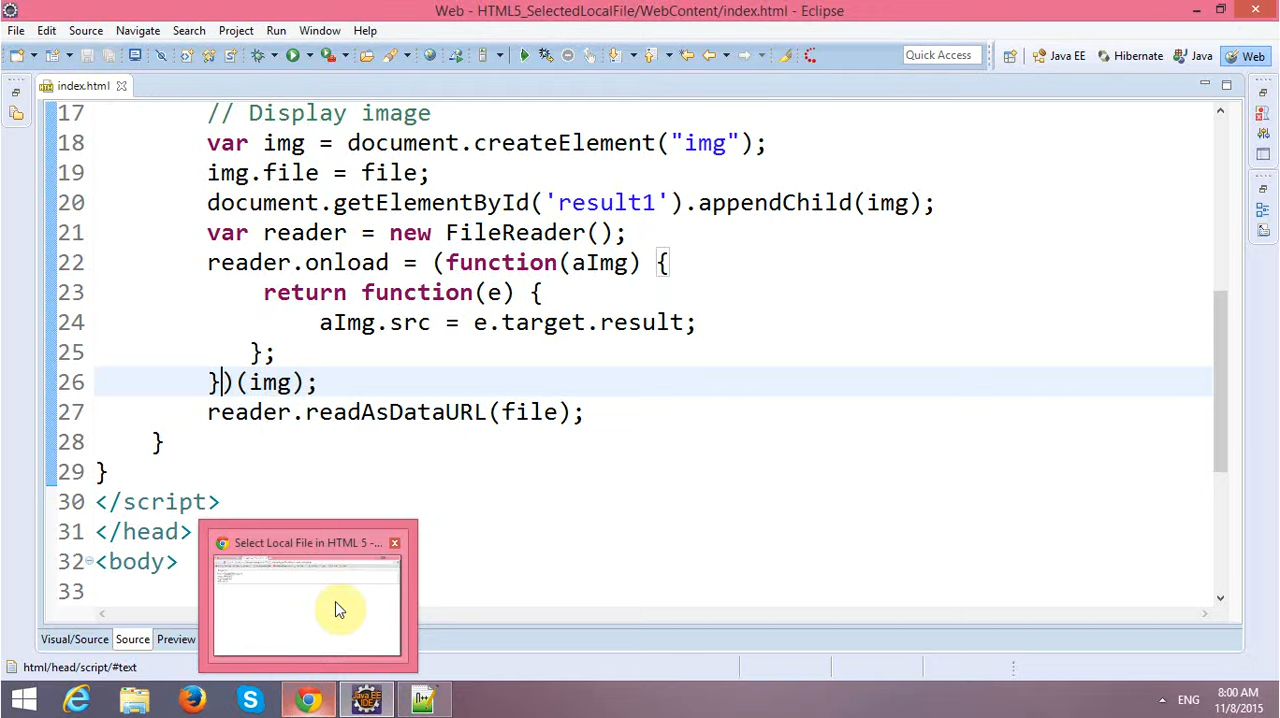 Web - HTML5_SelectedLocalFile/WebContent/index.html - Eclipse
File Edit Source Navigate Search Project Run Window Help
Quick Access Java EE Hibernate Java Web
index.html
17 // Display image
18 var img = document.createElement("img");
19 img.file = file;
20 document.getElementById('result1').appendChild(img);
21 var reader = new FileReader();
22 reader.onload = (function(aImg) {
23 return function(e) {
24 aImg.src = e.target.result;
25 };
26 })(img);
27 reader.readAsDataURL(file);
28 }
29 }
30 </script>
31 </head>
32 <body>
33
Select Local File in HTML 5 -...
Visual/Source Source Preview
html/head/script/#text
ENG
8:00 AM
11/8/2015